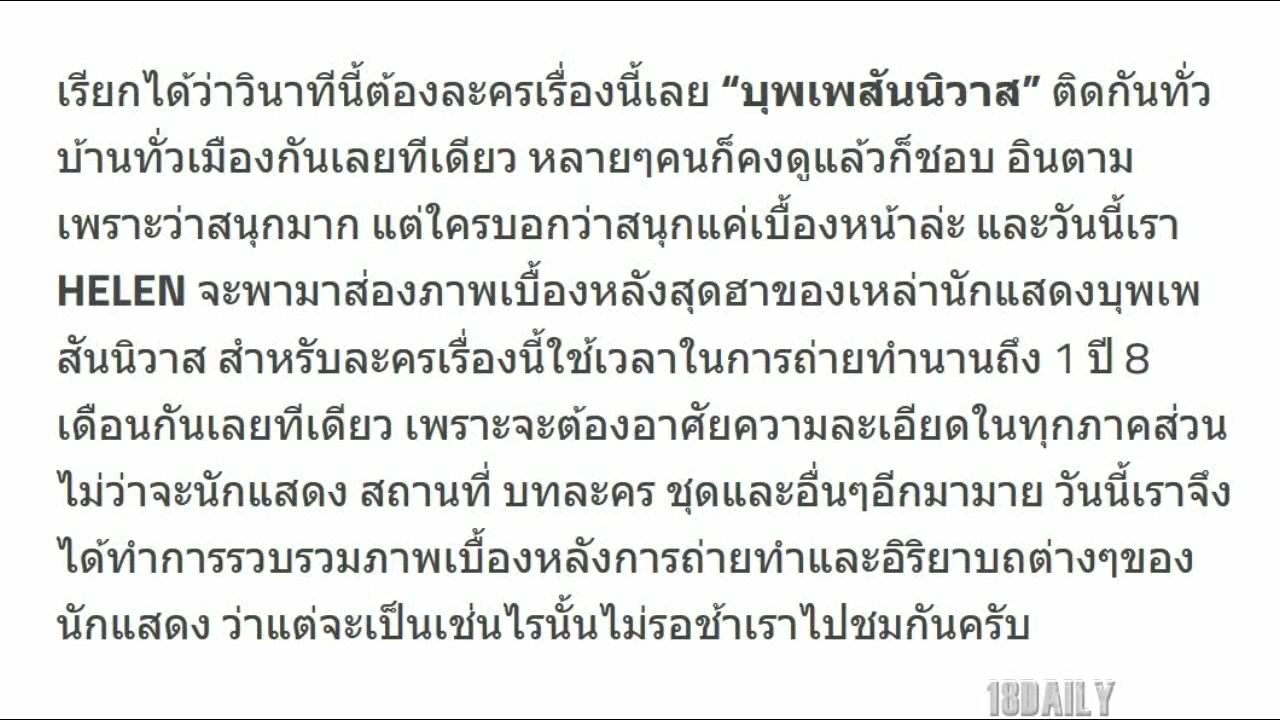 เรียกได้ว่าวินาทีนี้ต้องละครเรื่องนี้เลย “บุพเพสันนิวาส” ติดกันทั่ว
บ้านทั่วเมืองกันเลยทีเดียว หลายๆคนก็คงดูแล้วก็ชอบ อินตาม
เพราะว่าสนุกมาก แต่ใครบอกว่าสนุกแค่เบื้องหน้าล่ะ และวันนี้เรา
HELEN จะพามาส่องภาพเบื้องหลังสุดฮาของเหล่านักแสดงบุพเพ
สันนิวาส สำหรับละครเรื่องนี้ใช้เวลาในการถ่ายทำนานถึง 1 ปี 8
เดือนกันเลยทีเดียว เพราะจะต้องอาศัยความละเอียดในทุกภาคส่วน
ไม่ว่าจะนักแสดง สถานที่ บทละคร ชุดและอื่นๆอีกมามาย วันนี้เราจึง
ได้ทำการรวบรวมภาพเบื้องหลังการถ่ายทำและอิริยาบถต่างๆของ
นักแสดง ว่าแต่จะเป็นเช่นไรนั้นไม่รอช้าเราไปชมกันครับ
18DAILY